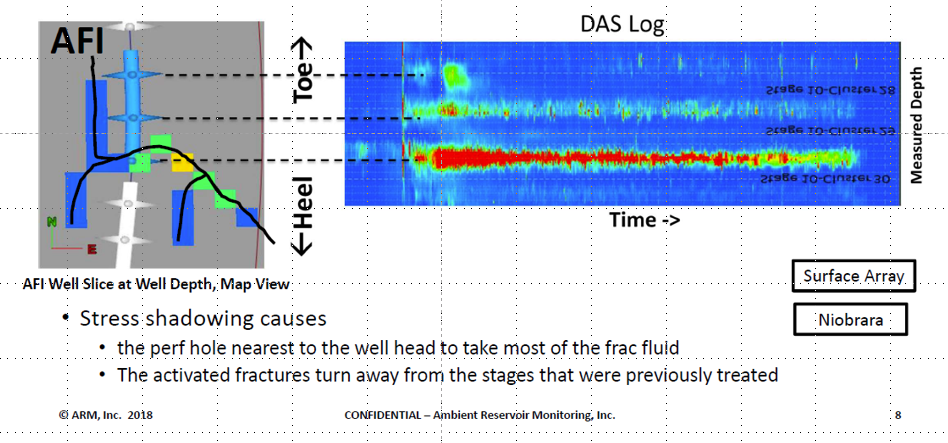 AFI
DAS Log
Toe→
←Heel
Stage 10-Cluster 28
Stage 10-Cluster 29
Stage 10-Cluster 30
Measured Depth
N
E
Time ->
AFI Well Slice at Well Depth, Map View
Surface Array
Niobrara
• Stress shadowing causes
• the perf hole nearest to the well head to take most of the frac fluid
• The activated fractures turn away from the stages that were previously treated
© ARM, Inc. 2018
CONFIDENTIAL – Ambient Reservoir Monitoring, Inc.
8